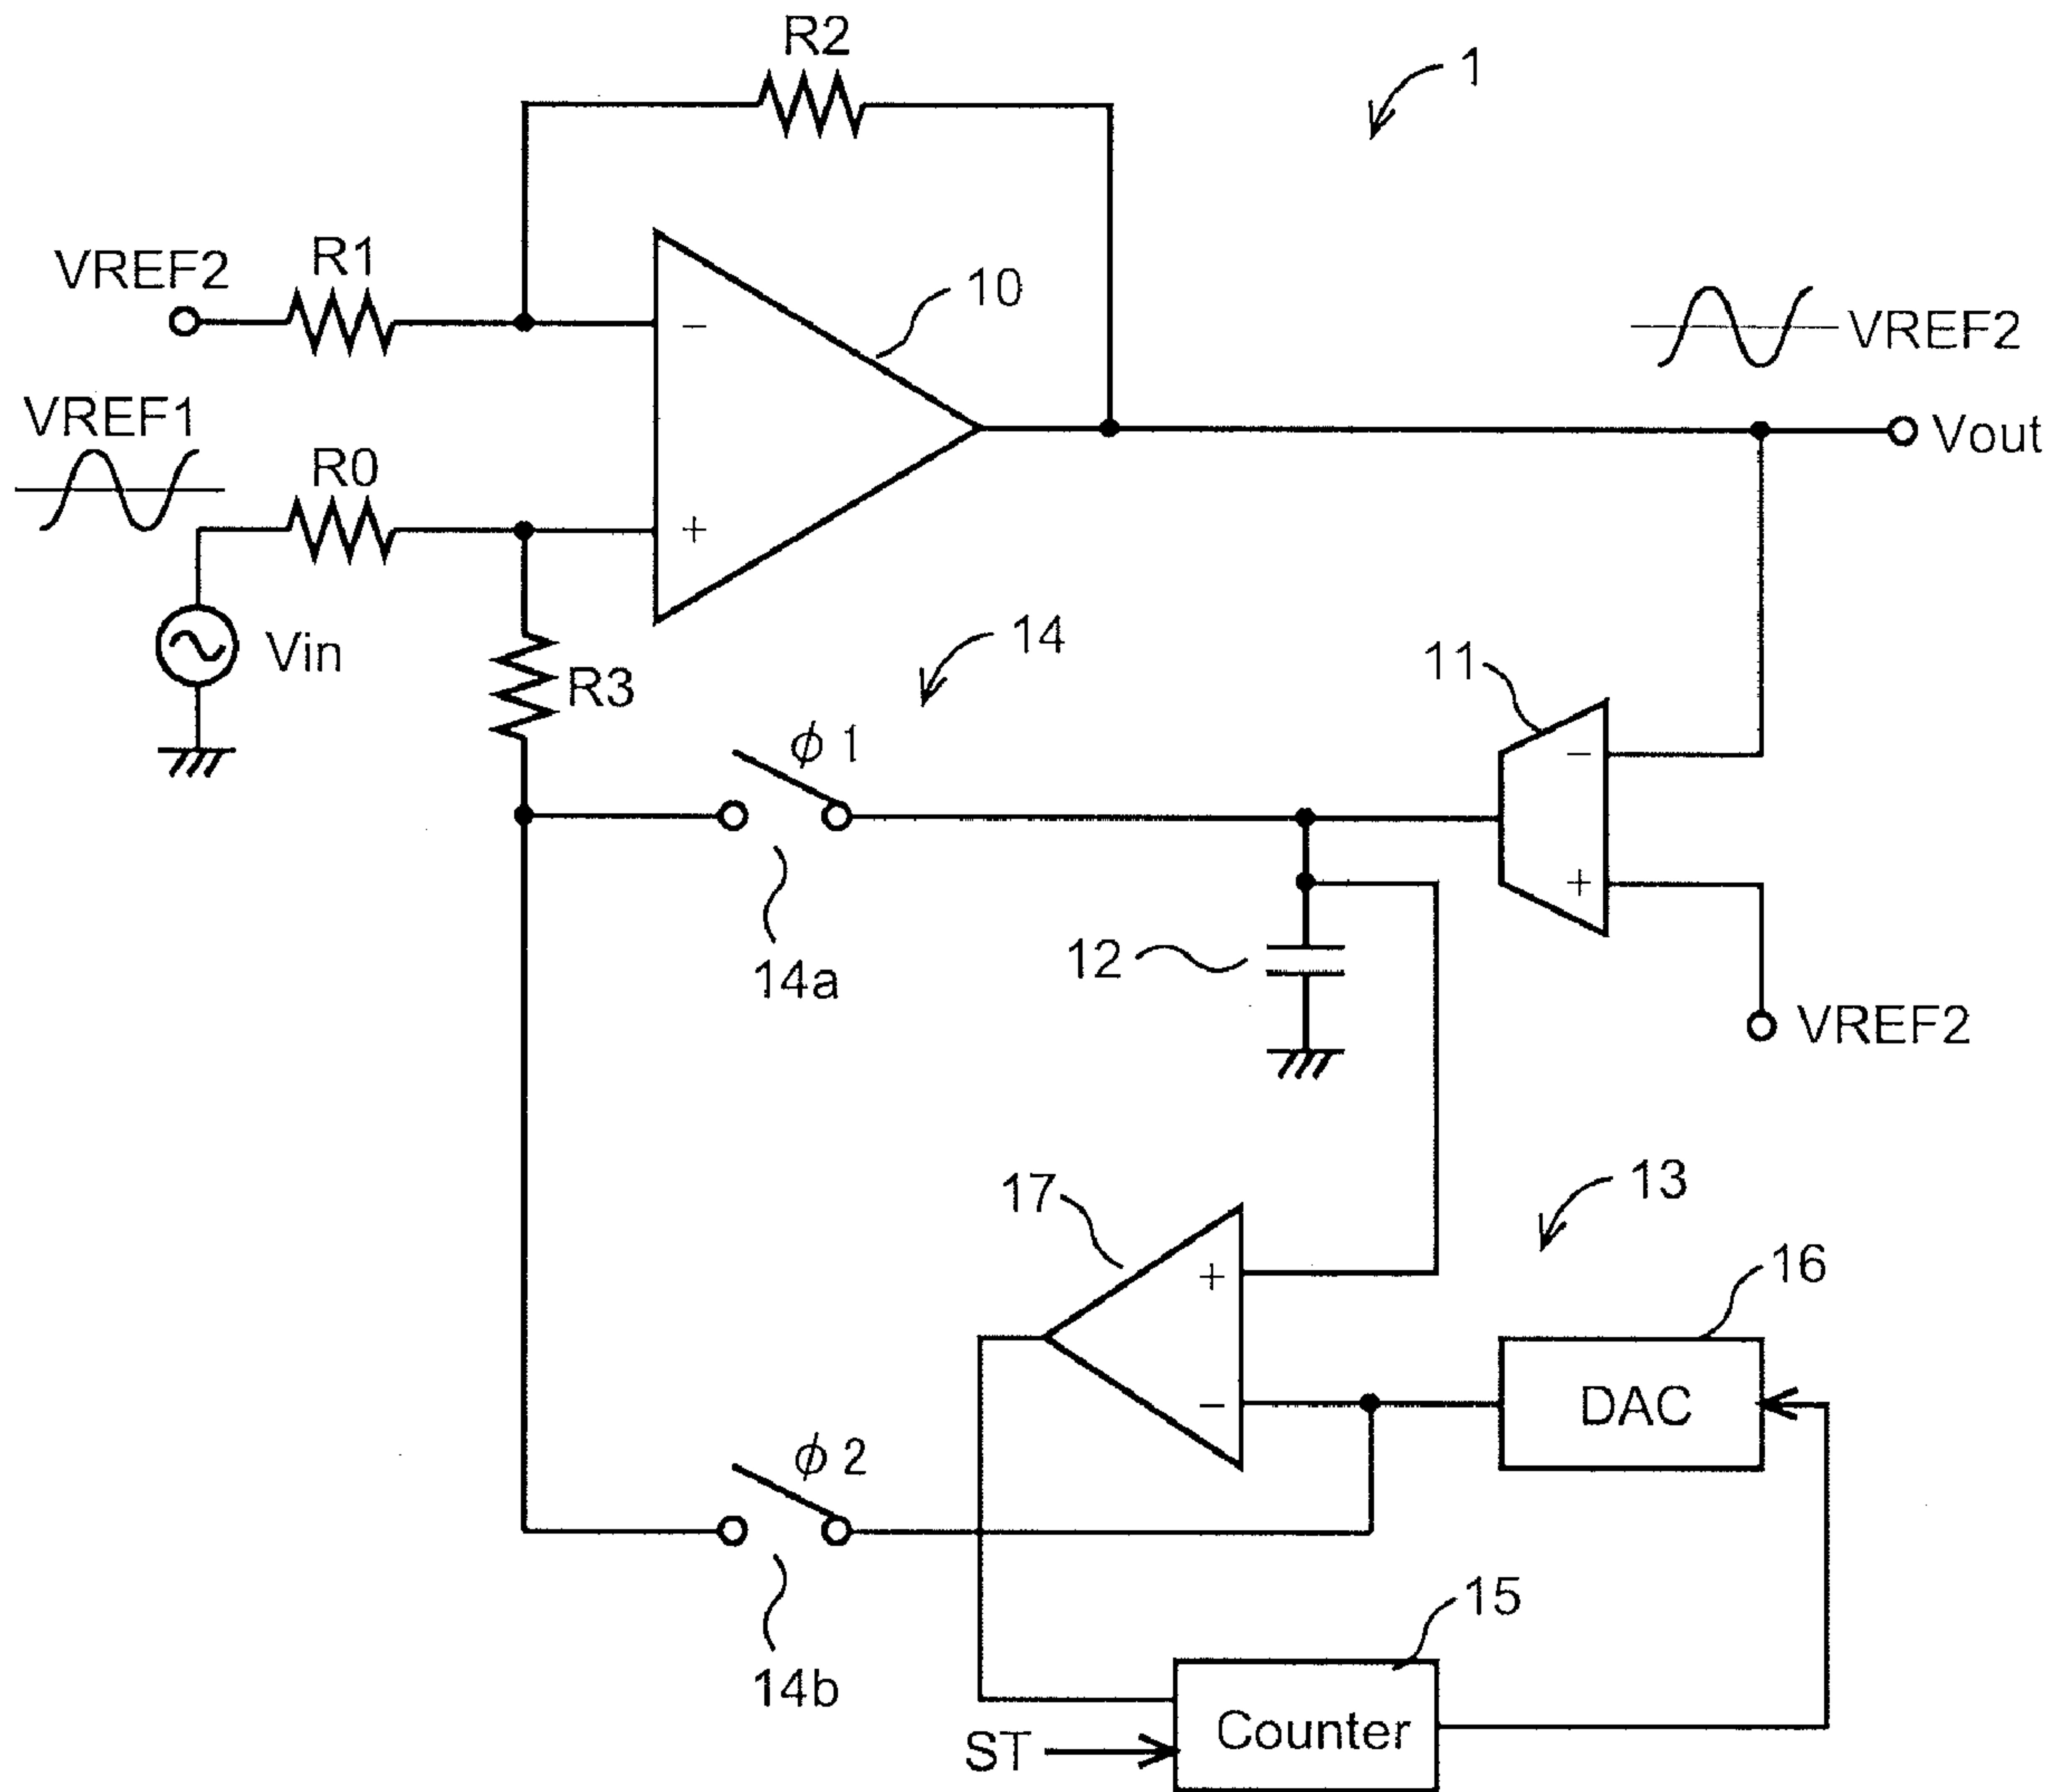 R2
1
VREF2
R1
10
VREF2
VREF1
R0
Vout
−
+
Vin
R3
14
11
ϕ1
−
+
14a
12
VREF2
17
13
16
+
−
DAC
ϕ2
15
14b
Counter
ST